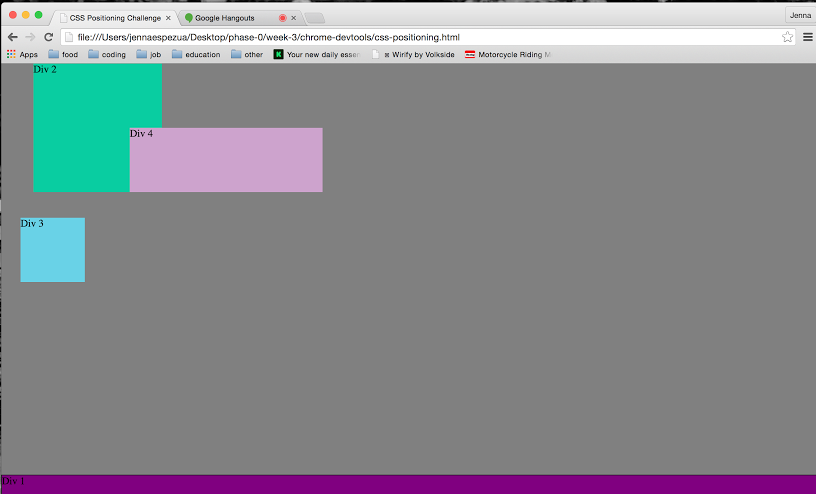 CSS Positioning Challenge
Google Hangouts
Jenna
file:///Users/jennaespezua/Desktop/phase-0/week-3/chrome-devtools/css-positioning.html
Apps food coding job education other Your new daily essen Wirify by Volkside Motorcycle Riding M
Div 2
Div 4
Div 3
Div 1